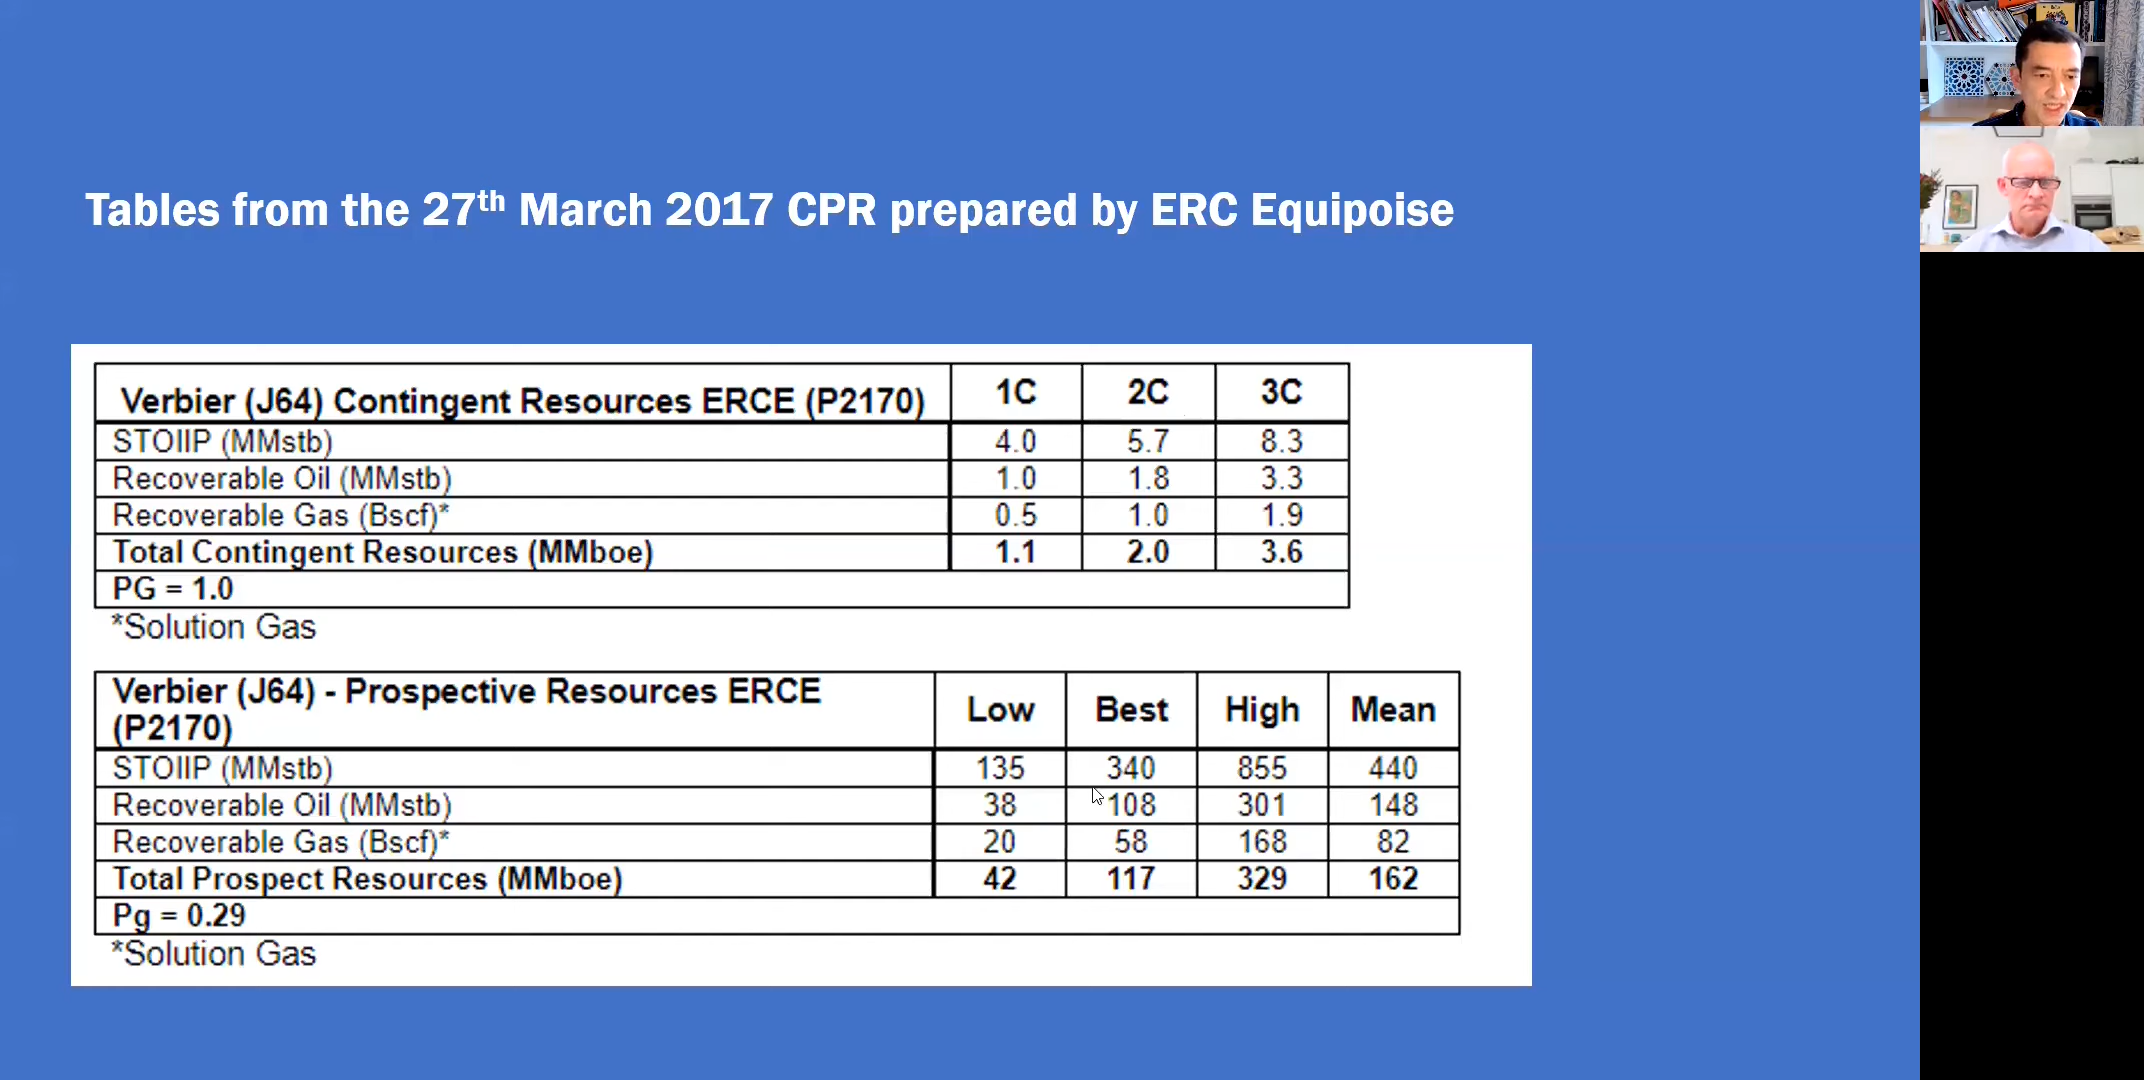 Tables from the 27th March 2017 CPR prepared by ERC Equipoise
Verbier (J64) Contingent Resources ERCE (P2170) 1C 2C 3C
STOIIP (MMstb) 4.0 5.7 8.3
Recoverable Oil (MMstb) 1.0 1.8 3.3
Recoverable Gas (Bscf)* 0.5 1.0 1.9
Total Contingent Resources (MMboe) 1.1 2.0 3.6
PG = 1.0
*Solution Gas
Verbier (J64) - Prospective Resources ERCE
(P2170) Low Best High Mean
STOIIP (MMstb) 135 340 855 440
Recoverable Oil (MMstb) 38 108 301 148
Recoverable Gas (Bscf)* 20 58 168 82
Total Prospect Resources (MMboe) 42 117 329 162
Pg = 0.29
*Solution Gas